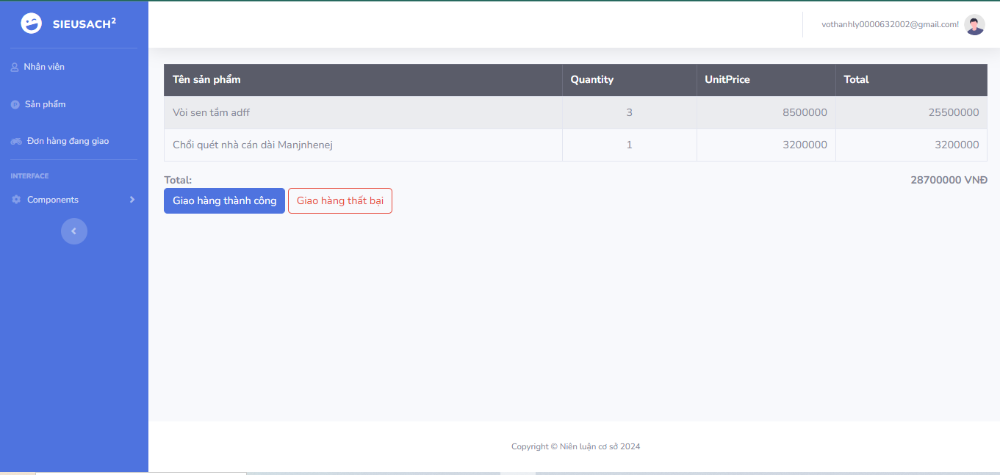 SIEUSACH2
vothanhly0000632002@gmail.com!
Nhân viên
Sản phẩm
Đơn hàng đang giao
INTERFACE
Components
Tên sản phẩm Quantity UnitPrice Total
Vòi sen tắm adff 3 8500000 25500000
Chổi quét nhà cán dài Manjnhenej 1 3200000 3200000
Total: 28700000 VNĐ
Giao hàng thành công Giao hàng thất bại
Copyright © Niên luận cơ sở 2024